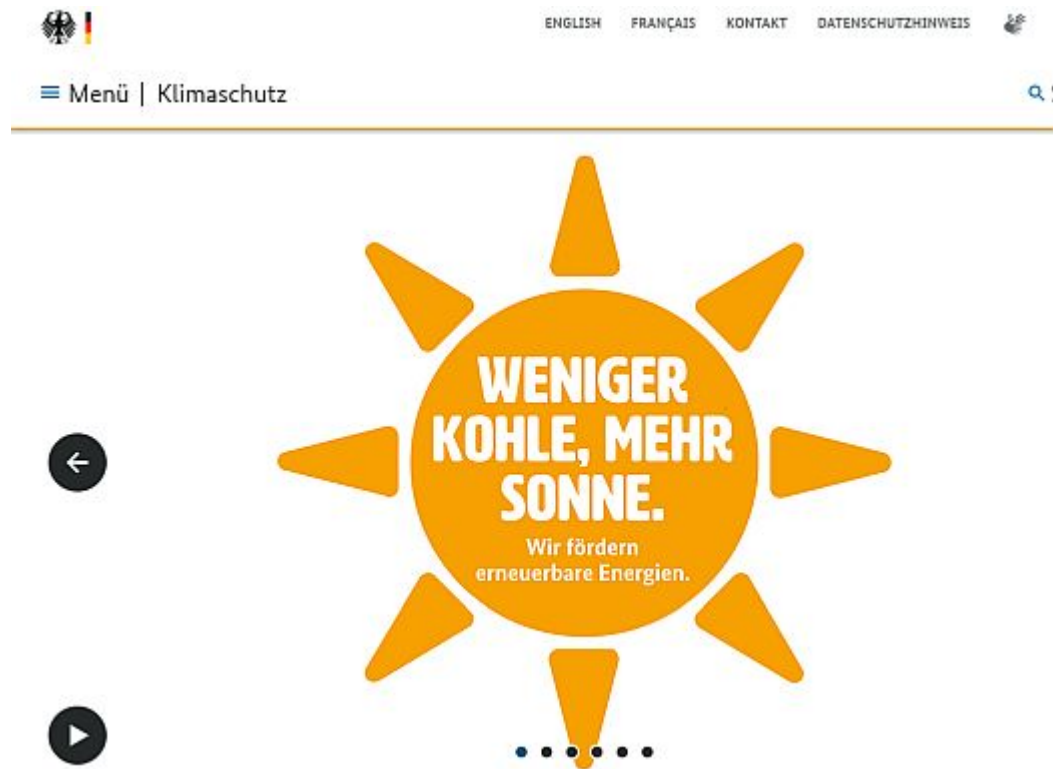 ENGLISH FRANÇAIS KONTAKT DATENSCHUTZHINWEIS
Menü | Klimaschutz
WENIGER
KOHLE, MEHR
SONNE.
Wir fördern
erneuerbare Energien.